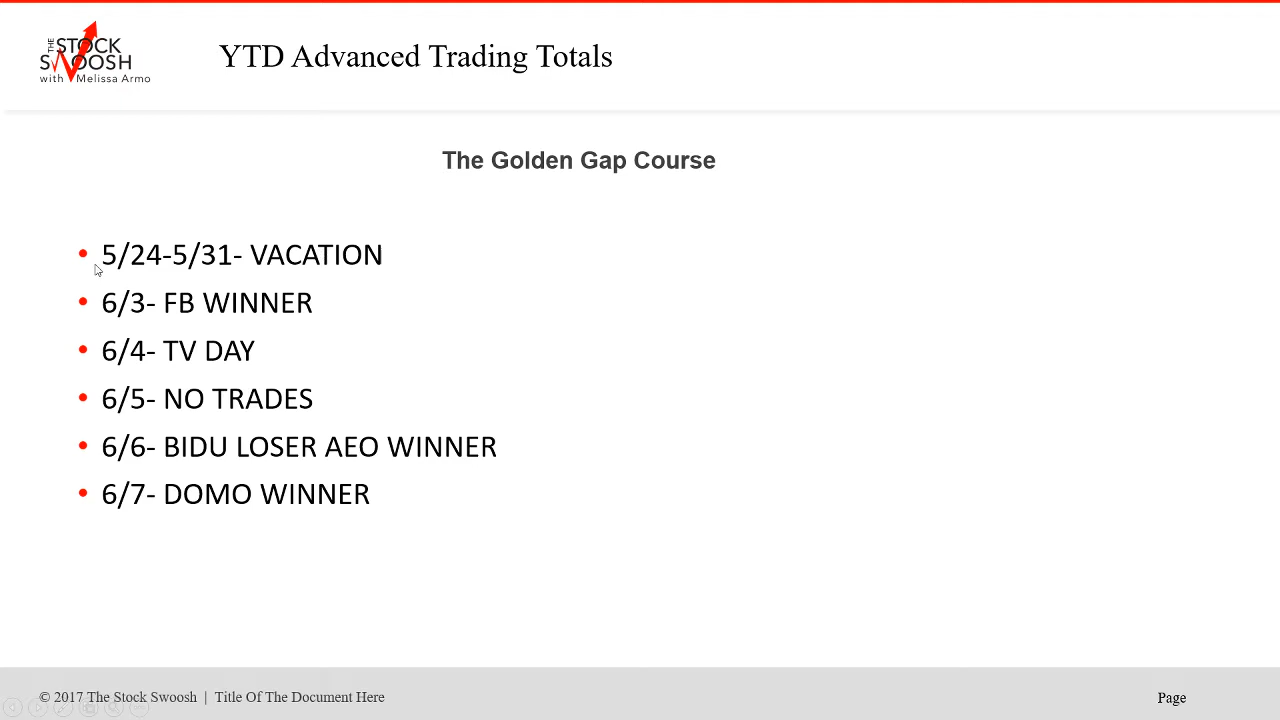 THE STOCK
SWOOSH
with Melissa Armo
YTD Advanced Trading Totals
The Golden Gap Course
• 5/24-5/31- VACATION
• 6/3- FB WINNER
• 6/4- TV DAY
• 6/5- NO TRADES
• 6/6- BIDU LOSER AEO WINNER
• 6/7- DOMO WINNER
© 2017 The Stock Swoosh | Title Of The Document Here
Page